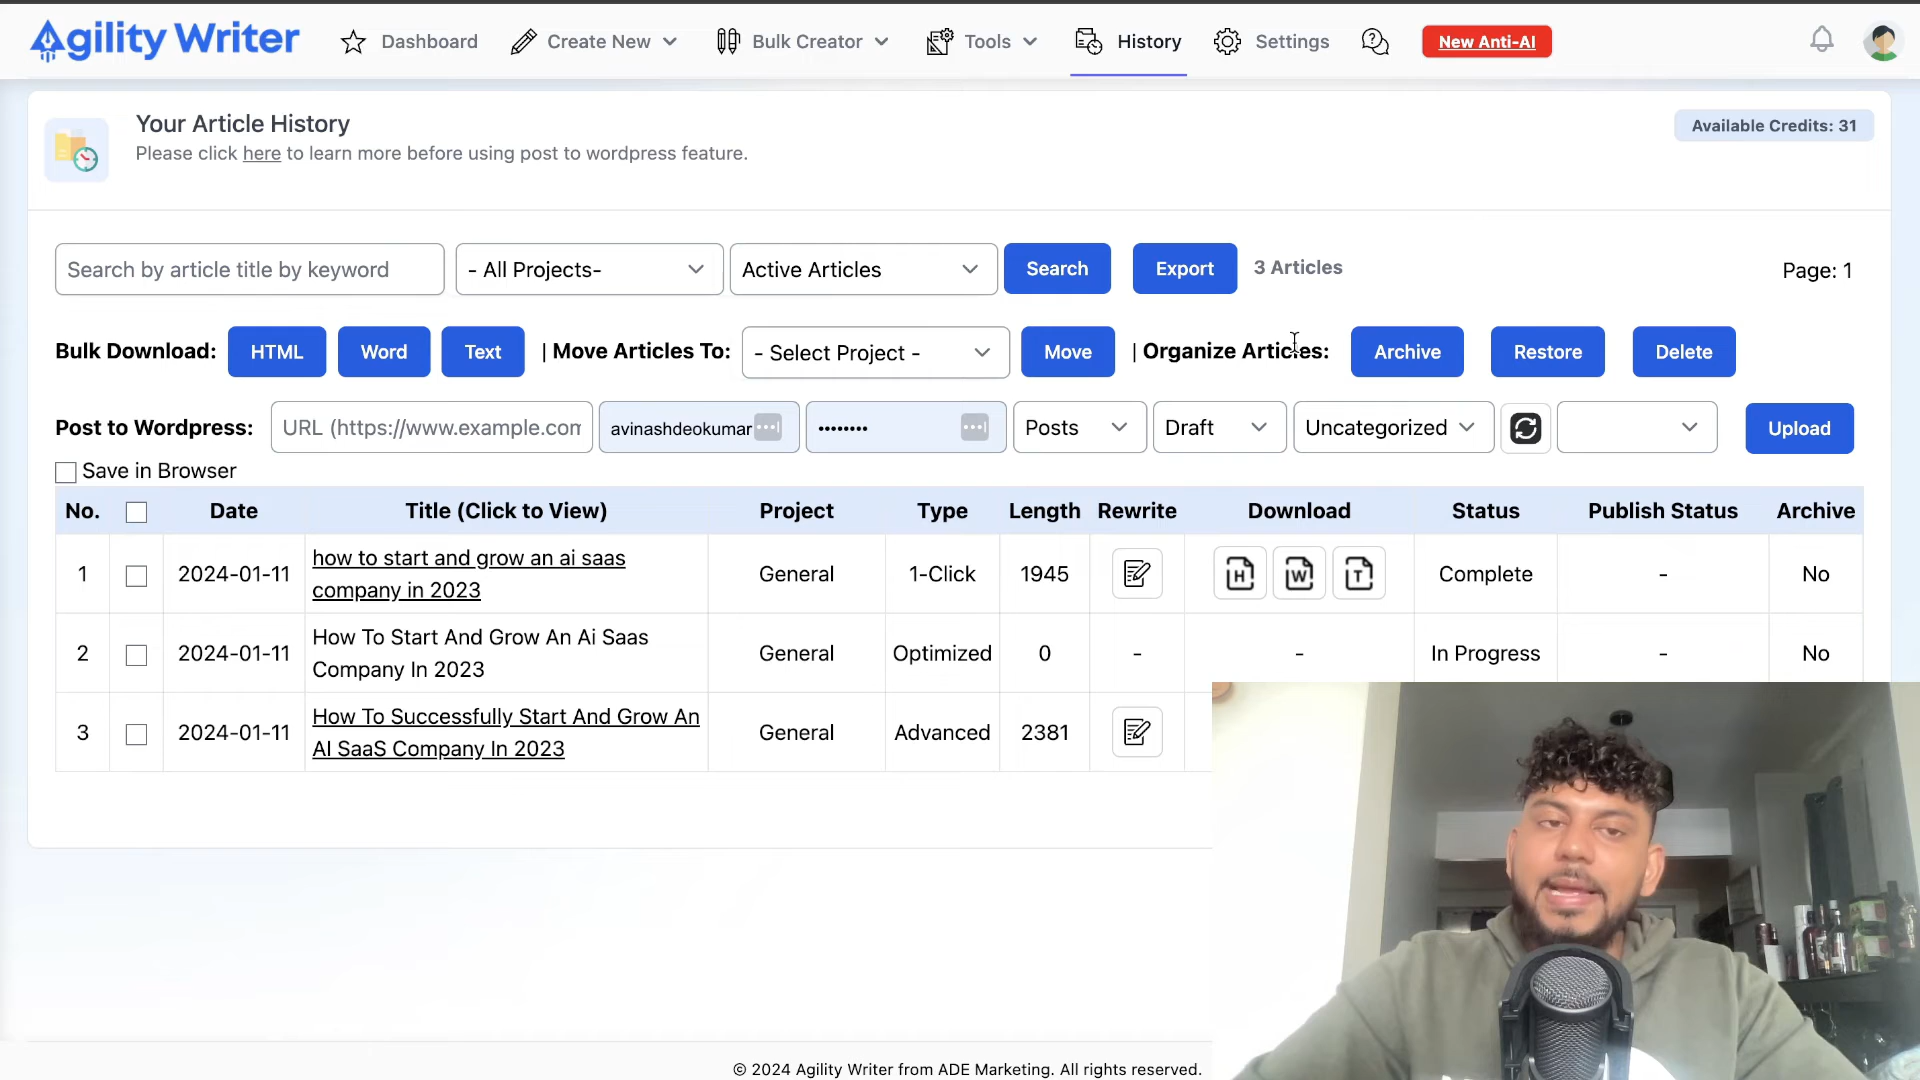 Agility Writer
Dashboard
Create New
Bulk Creator
Tools
History
Settings
New Anti-AI
Your Article History
Please click here to learn more before using post to wordpress feature.
Available Credits: 31
Search by article title by keyword
- All Projects-
Active Articles
Search
Export
3 Articles
Page: 1
Bulk Download:
HTML
Word
Text
| Move Articles To:
- Select Project -
Move
| Organize Articles:
Archive
Restore
Delete
Post to Wordpress:
URL (https://www.example.com
avinashdeokumar
••••••••
Posts
Draft
Uncategorized
Upload
Save in Browser
No. Date Title (Click to View) Project Type Length Rewrite Download Status Publish Status Archive
1 2024-01-11 how to start and grow an ai saas General 1-Click 1945 H W T Complete - No
company in 2023
2 2024-01-11 How To Start And Grow An Ai Saas General Optimized 0 - - In Progress - No
Company In 2023
3 2024-01-11 How To Successfully Start And Grow An General Advanced 2381
AI SaaS Company In 2023
© 2024 Agility Writer from ADE Marketing. All rights reserved.